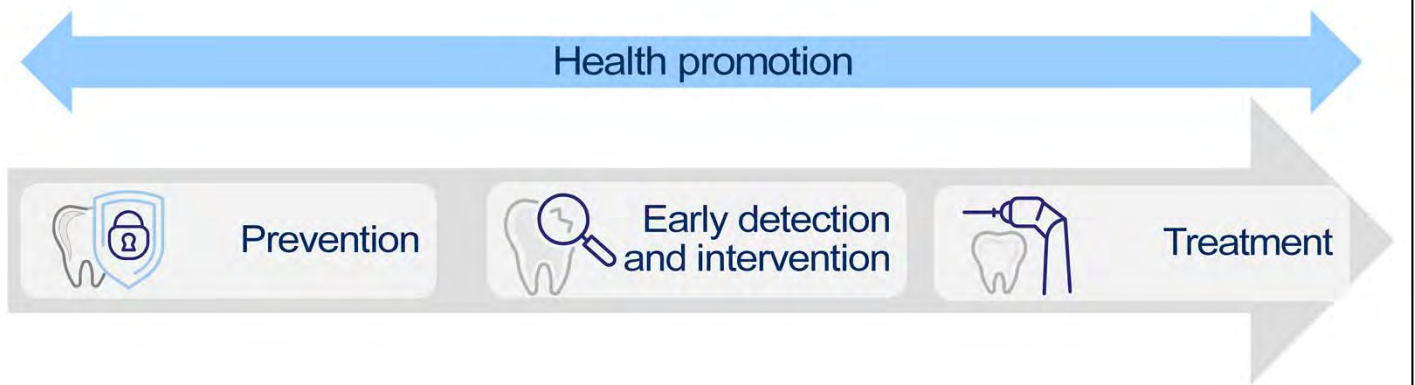 Health promotion
Prevention
Early detection
and intervention
Treatment